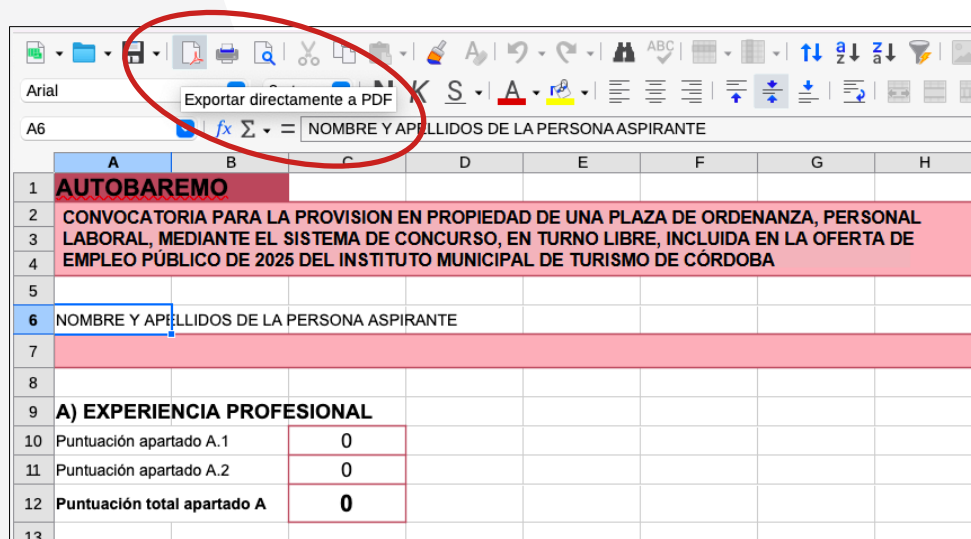 ABC
Arial
Exportar directamente a PDF
N K S A
A6
fx Σ = NOMBRE Y APELLIDOS DE LA PERSONA ASPIRANTE
A B C D E F G H
1 AUTOBAREMO
2 CONVOCATORIA PARA LA PROVISION EN PROPIEDAD DE UNA PLAZA DE ORDENANZA, PERSONAL
3 LABORAL, MEDIANTE EL SISTEMA DE CONCURSO, EN TURNO LIBRE, INCLUIDA EN LA OFERTA DE
4 EMPLEO PÚBLICO DE 2025 DEL INSTITUTO MUNICIPAL DE TURISMO DE CÓRDOBA
5
6 NOMBRE Y APELLIDOS DE LA PERSONA ASPIRANTE
7
8
9 A) EXPERIENCIA PROFESIONAL
10 Puntuación apartado A.1 0
11 Puntuación apartado A.2 0
12 Puntuación total apartado A 0
13